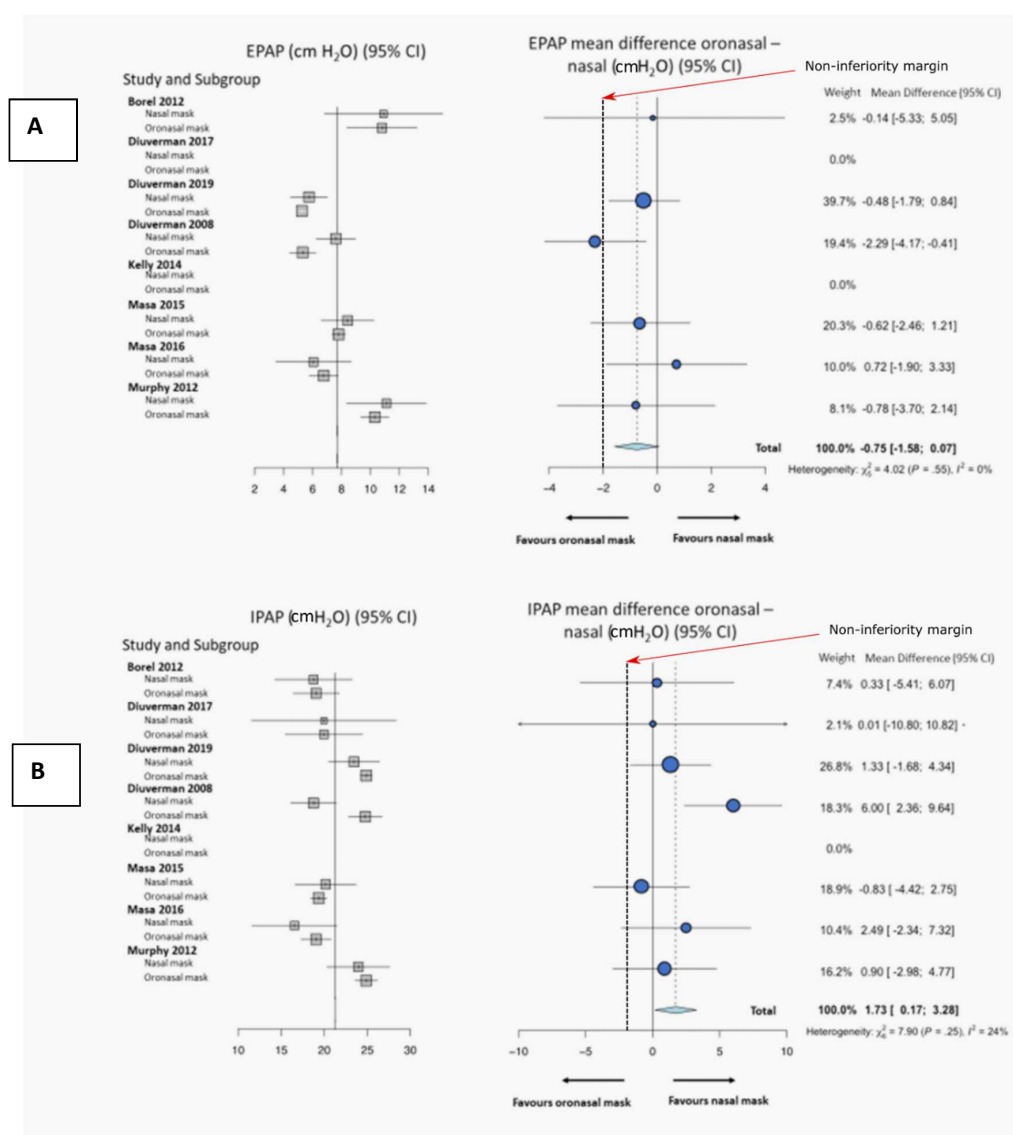 A
EPAP (cm H₂O) (95% CI)
Study and Subgroup
Borel 2012
Nasal mask
Oronasal mask
Diuverman 2017
Nasal mask
Oronasal mask
Diuverman 2019
Nasal mask
Oronasal mask
Diuverman 2008
Nasal mask
Oronasal mask
Kelly 2014
Nasal mask
Oronasal mask
Masa 2015
Nasal mask
Oronasal mask
Masa 2016
Nasal mask
Oronasal mask
Murphy 2012
Nasal mask
Oronasal mask
2 4 6 8 10 12 14
EPAP mean difference oronasal –
nasal (cmH₂O) (95% CI)
Non-inferiority margin
Weight Mean Difference (95% CI)
2.5% -0.14 [-5.33; 5.05]
0.0%
39.7% -0.48 [-1.79; 0.84]
19.4% -2.29 [-4.17; -0.41]
0.0%
20.3% -0.62 [-2.46; 1.21]
10.0% 0.72 [-1.90; 3.33]
8.1% -0.78 [-3.70; 2.14]
Total 100.0% -0.75 [-1.58; 0.07]
Heterogeneity: χ²₅ = 4.02 (P = .55), I² = 0%
−4 −2 0 2 4
Favours oronasal mask Favours nasal mask
B
IPAP (cmH₂O) (95% CI)
Study and Subgroup
Borel 2012
Nasal mask
Oronasal mask
Diuverman 2017
Nasal mask
Oronasal mask
Diuverman 2019
Nasal mask
Oronasal mask
Diuverman 2008
Nasal mask
Oronasal mask
Kelly 2014
Nasal mask
Oronasal mask
Masa 2015
Nasal mask
Oronasal mask
Masa 2016
Nasal mask
Oronasal mask
Murphy 2012
Nasal mask
Oronasal mask
10 15 20 25 30
IPAP mean difference oronasal –
nasal (cmH₂O) (95% CI)
Non-inferiority margin
Weight Mean Difference (95% CI)
7.4% 0.33 [ -5.41; 6.07]
2.1% 0.01 [-10.80; 10.82] -
26.8% 1.33 [ -1.68; 4.34]
18.3% 6.00 [ 2.36; 9.64]
0.0%
18.9% -0.83 [ -4.42; 2.75]
10.4% 2.49 [ -2.34; 7.32]
16.2% 0.90 [ -2.98; 4.77]
Total 100.0% 1.73 [ 0.17; 3.28]
Heterogeneity: χ²₆ = 7.90 (P = .25), I² = 24%
−10 −5 0 5 10
Favours oronasal mask Favours nasal mask